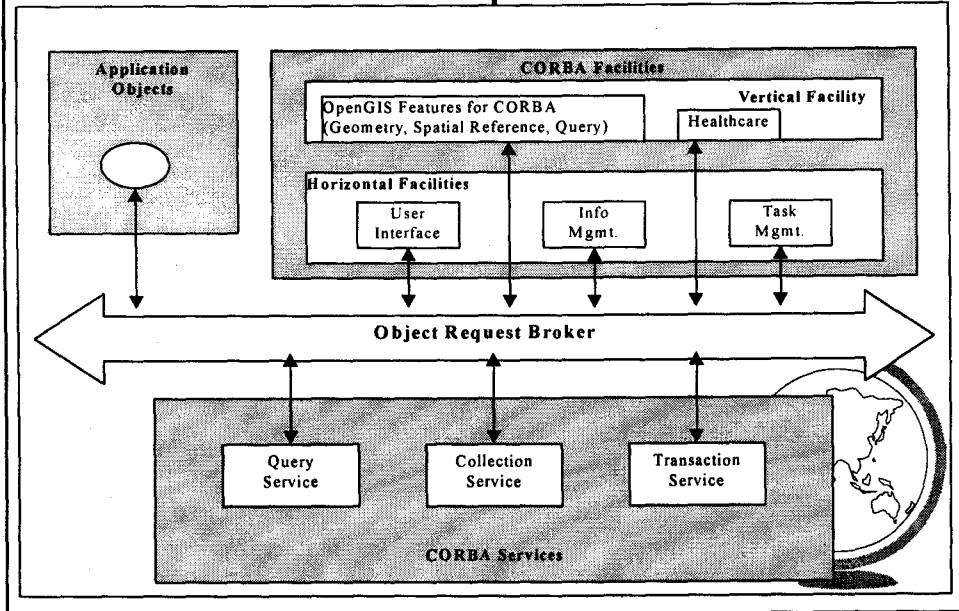 Application
Objects
CORBA Facilities
Vertical Facility
OpenGIS Features for CORBA
(Geometry, Spatial Reference, Query)
Healthcare
Horizontal Facilities
User
Interface
Info
Mgmt.
Task
Mgmt.
Object Request Broker
Query
Service
Collection
Service
Transaction
Service
CORBA Services